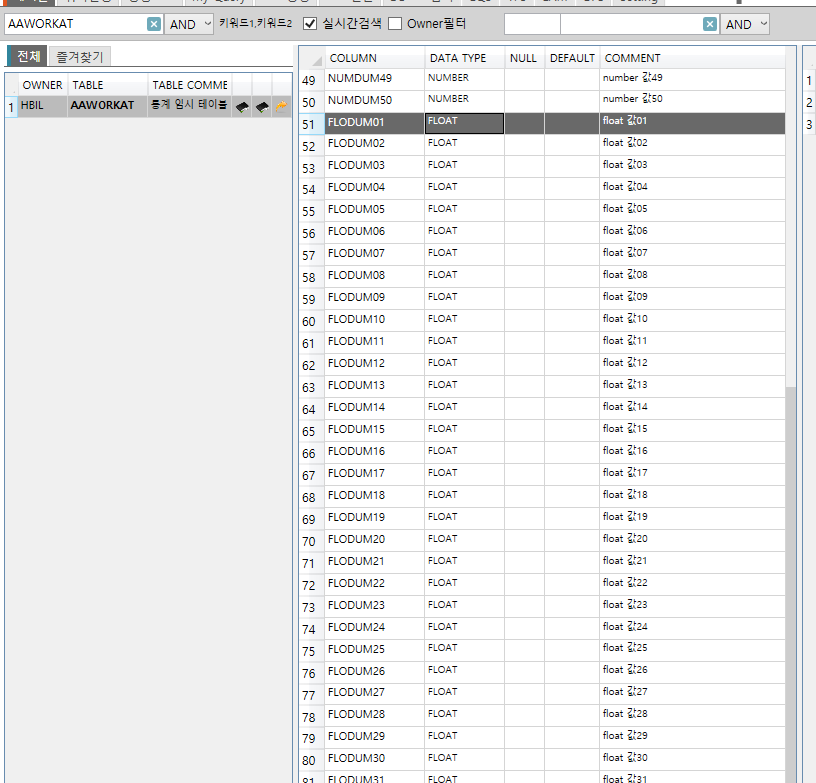 My Query
AAWORKAT AND 키워드1,키워드2 실시간검색 Owner필터 AND
전체 즐겨찾기
OWNER TABLE TABLE COMME
1 HBIL AAWORKAT 통계 임시 테이블
COLUMN DATA TYPE NULL DEFAULT COMMENT
49 NUMDUM49 NUMBER number 값49
50 NUMDUM50 NUMBER number 값50
51 FLODUM01 FLOAT float 값01
52 FLODUM02 FLOAT float 값02
53 FLODUM03 FLOAT float 값03
54 FLODUM04 FLOAT float 값04
55 FLODUM05 FLOAT float 값05
56 FLODUM06 FLOAT float 값06
57 FLODUM07 FLOAT float 값07
58 FLODUM08 FLOAT float 값08
59 FLODUM09 FLOAT float 값09
60 FLODUM10 FLOAT float 값10
61 FLODUM11 FLOAT float 값11
62 FLODUM12 FLOAT float 값12
63 FLODUM13 FLOAT float 값13
64 FLODUM14 FLOAT float 값14
65 FLODUM15 FLOAT float 값15
66 FLODUM16 FLOAT float 값16
67 FLODUM17 FLOAT float 값17
68 FLODUM18 FLOAT float 값18
69 FLODUM19 FLOAT float 값19
70 FLODUM20 FLOAT float 값20
71 FLODUM21 FLOAT float 값21
72 FLODUM22 FLOAT float 값22
73 FLODUM23 FLOAT float 값23
74 FLODUM24 FLOAT float 값24
75 FLODUM25 FLOAT float 값25
76 FLODUM26 FLOAT float 값26
77 FLODUM27 FLOAT float 값27
78 FLODUM28 FLOAT float 값28
79 FLODUM29 FLOAT float 값29
80 FLODUM30 FLOAT float 값30
81 FLODUM31 FLOAT float 값31
1
2
3